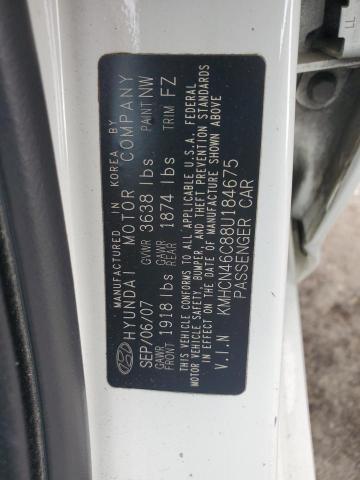 MANUFACTURED IN KOREA BY
HYUNDAI MOTOR COMPANY
SEP/06/07 GVWR 3638 lbs PAINT NW
GAWR FRONT 1918 lbs GAWR REAR 1874 lbs TRIM FZ
THIS VEHICLE CONFORMS TO ALL APPLICABLE U.S.A. FEDERAL
MOTOR VEHICLE SAFETY, BUMPER, AND THEFT PREVENTION STANDARDS
IN EFFECT ON THE DATE OF MANUFACTURE SHOWN ABOVE
V.I.N KMHCN46C88U184675
PASSENGER CAR